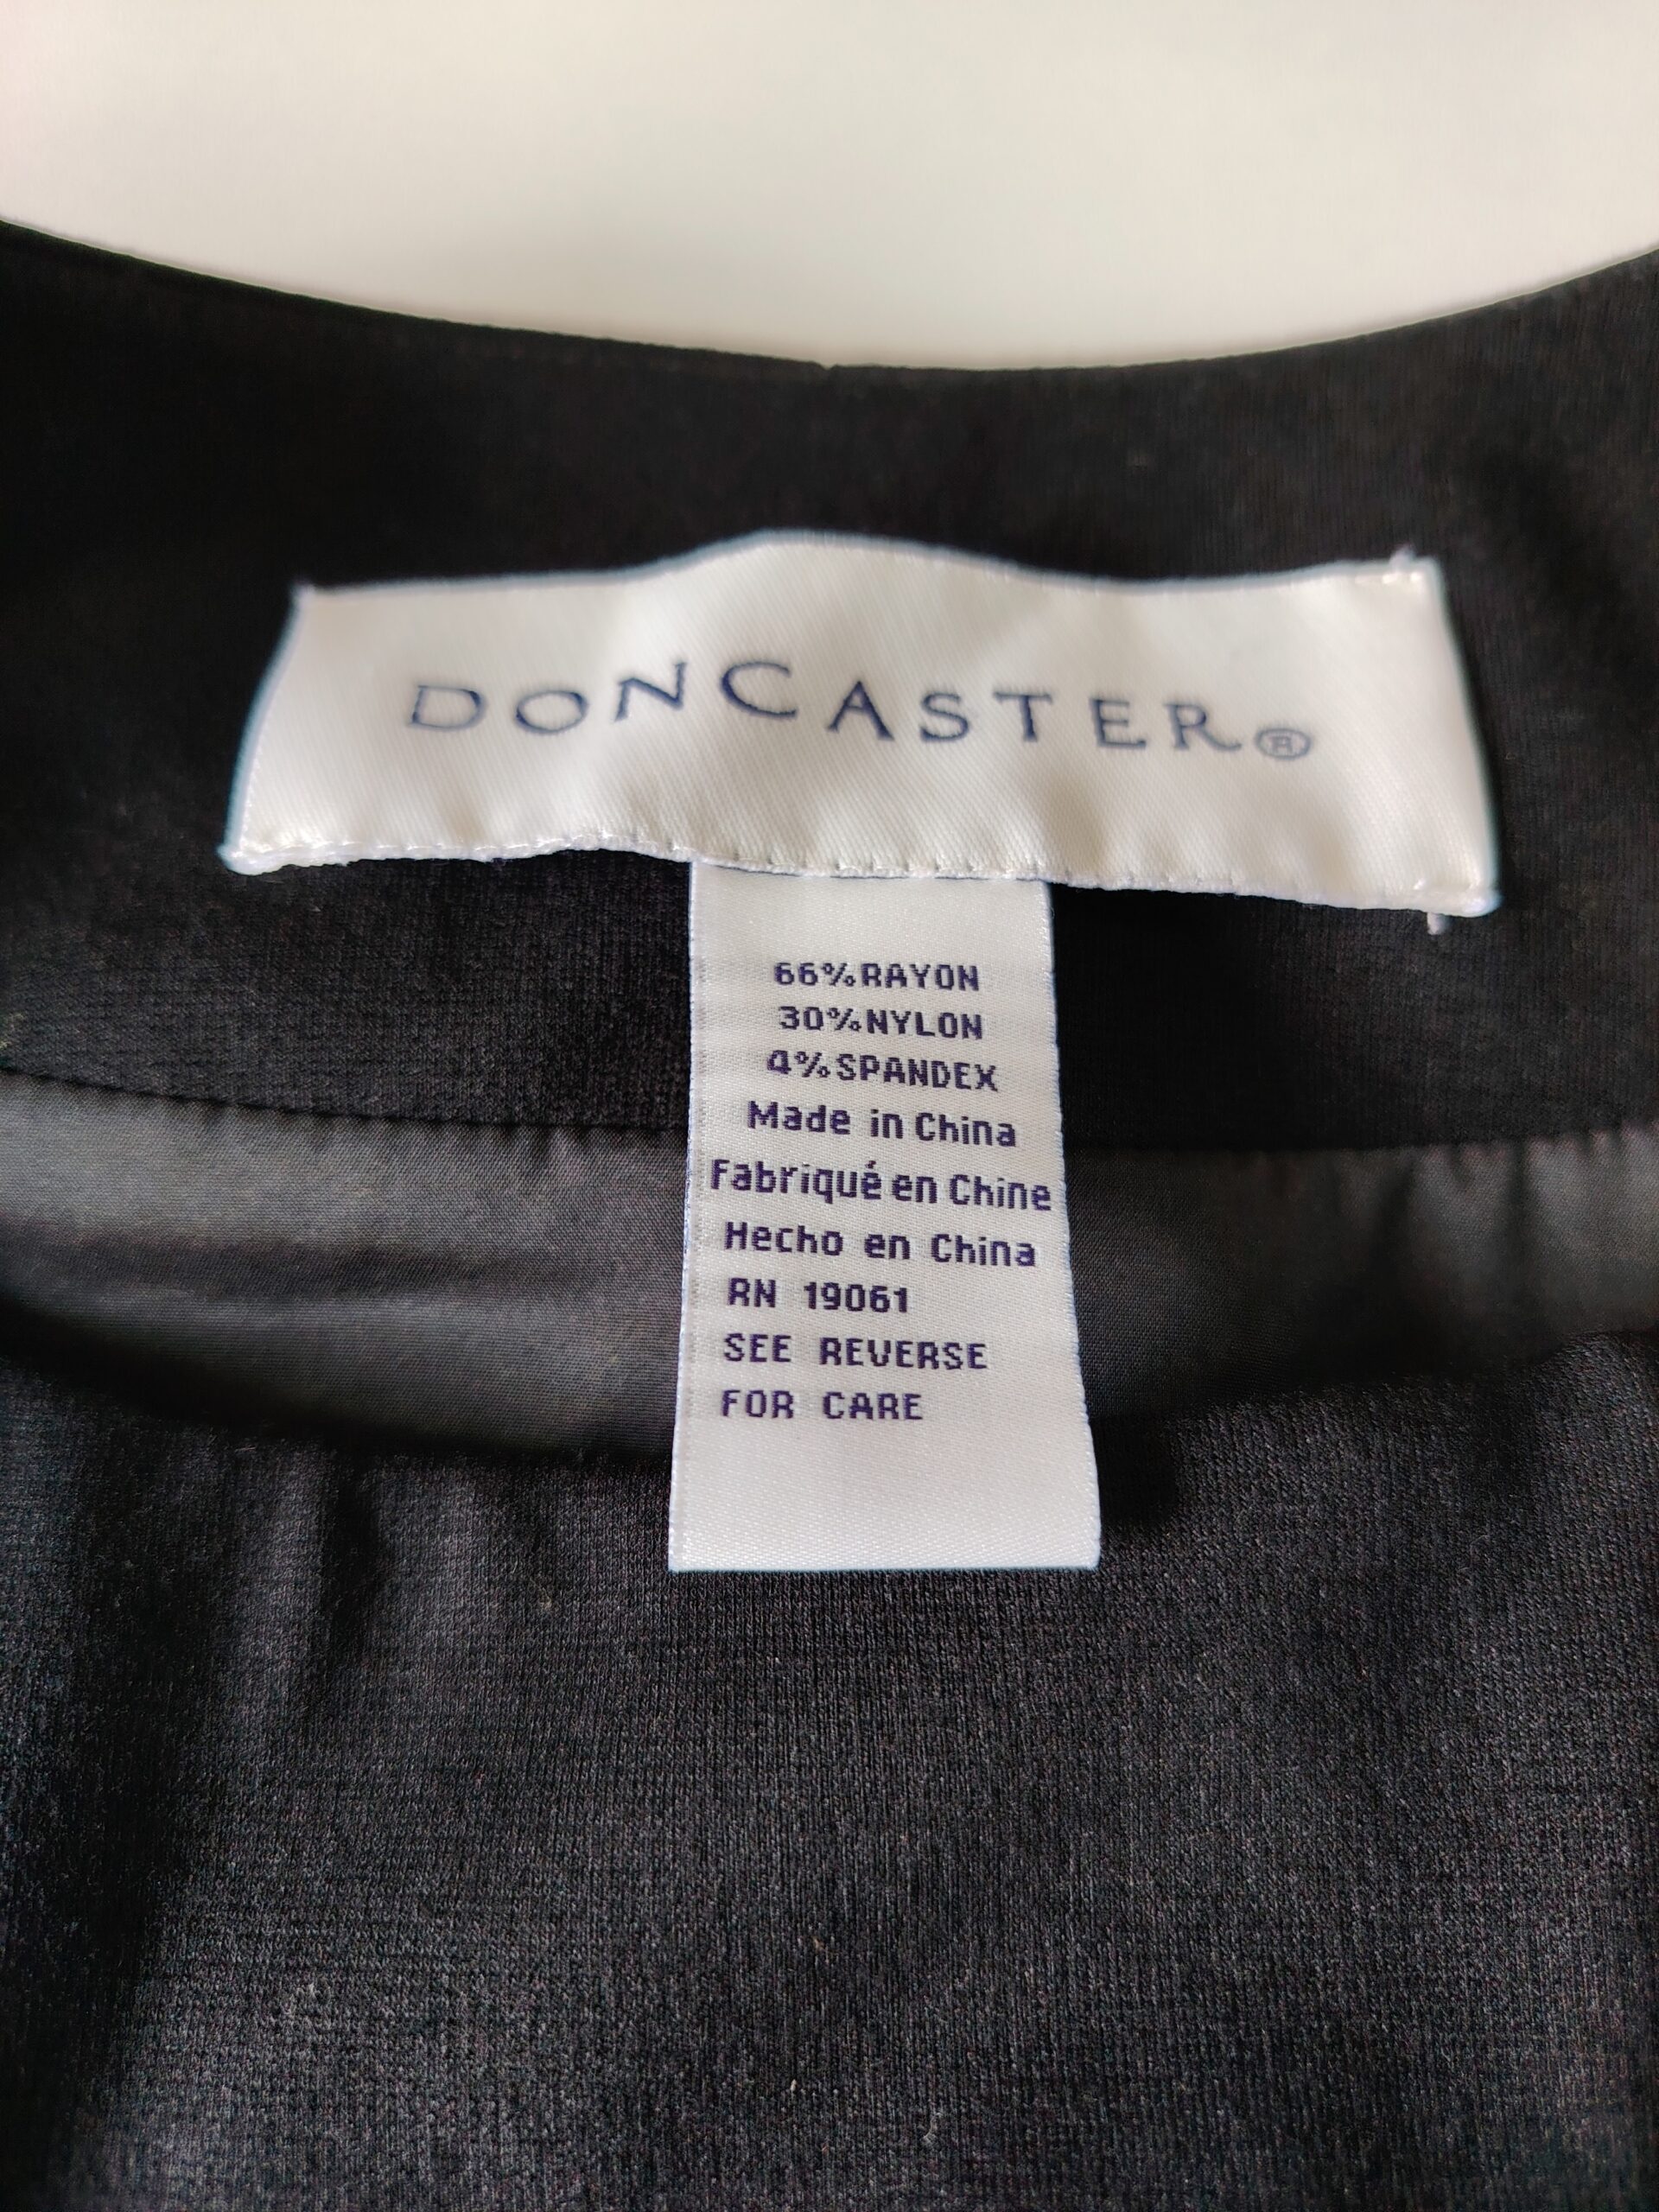 DONCASTER®
66%RAYON
30%NYLON
4%SPANDEX
Made in China
Fabriqué en Chine
Hecho en China
RN 19061
SEE REVERSE
FOR CARE